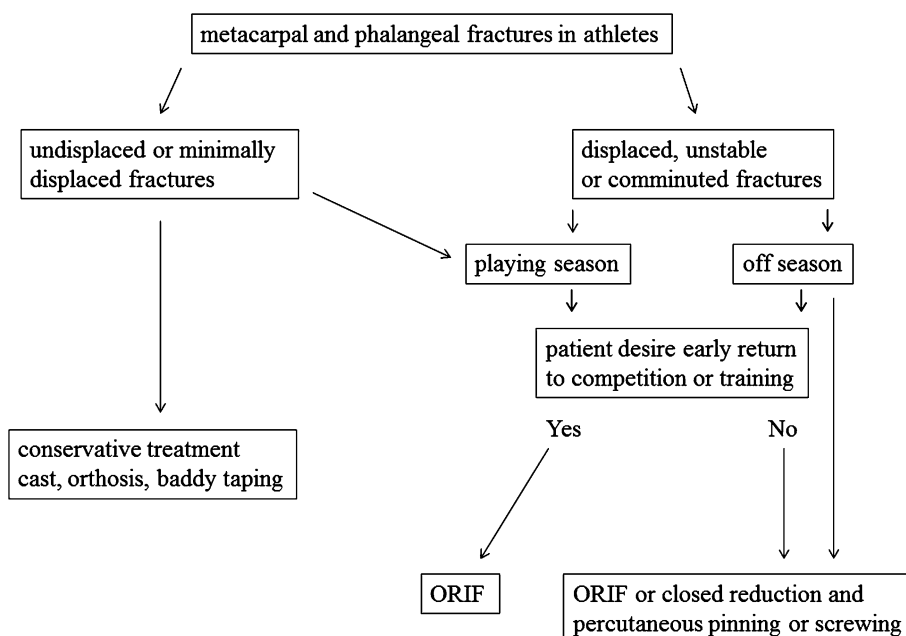 metacarpal and phalangeal fractures in athletes
undisplaced or minimally
displaced fractures
displaced, unstable
or comminuted fractures
playing season
off season
patient desire early return
to competition or training
Yes
No
conservative treatment
cast, orthosis, baddy taping
ORIF
ORIF or closed reduction and
percutaneous pinning or screwing